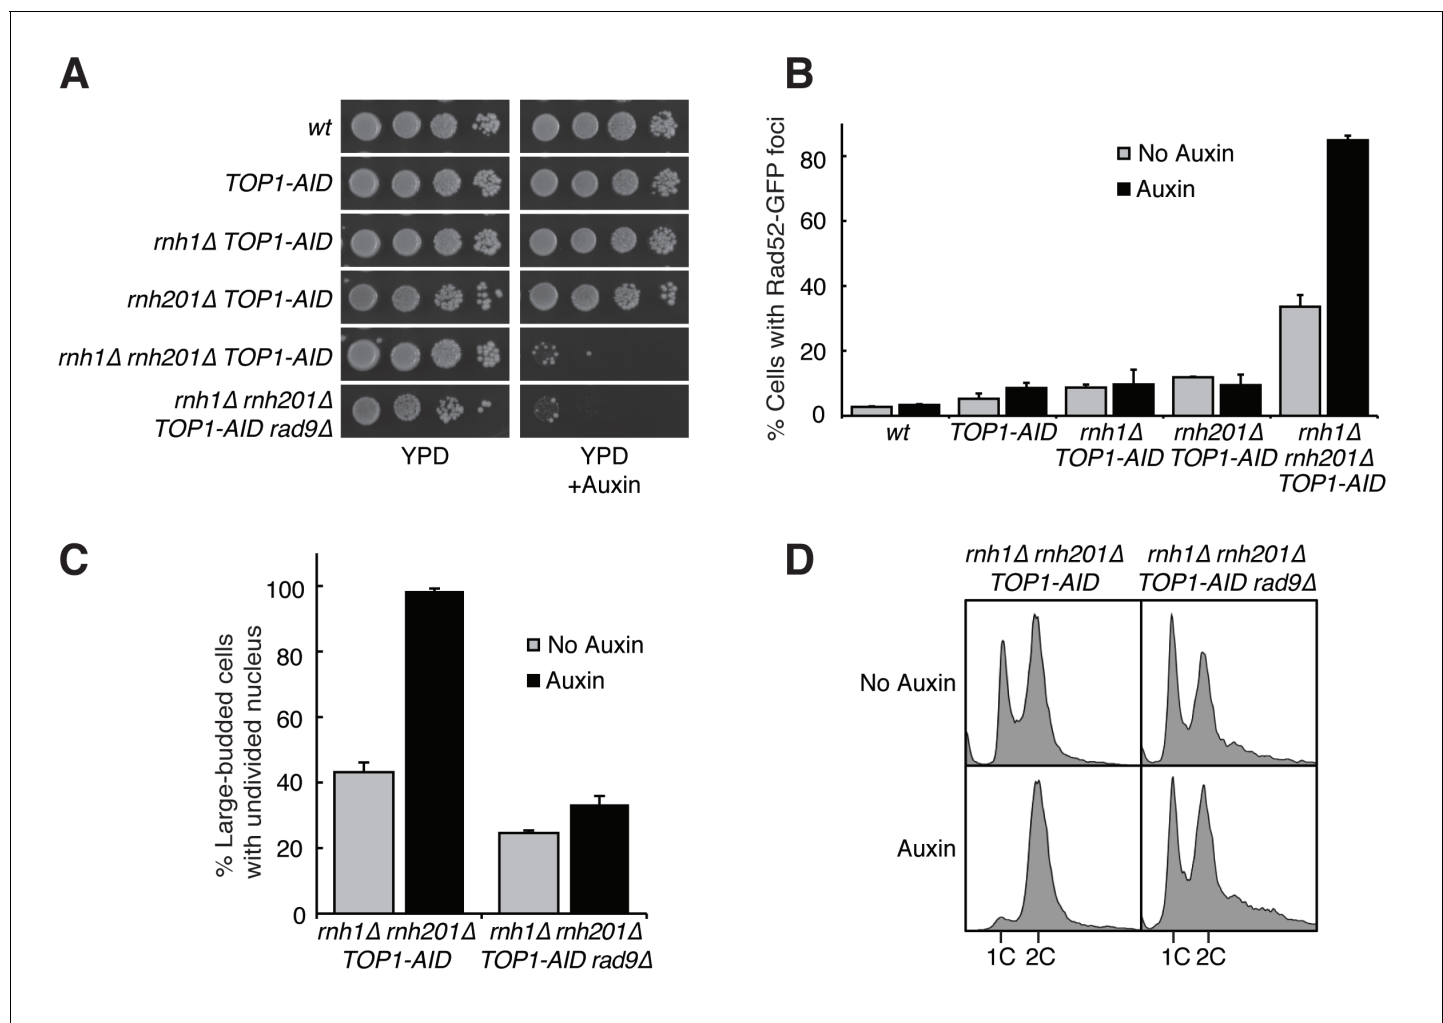 A
wt
TOP1-AID
rnh1Δ TOP1-AID
rnh201Δ TOP1-AID
rnh1Δ rnh201Δ TOP1-AID
rnh1Δ rnh201Δ
TOP1-AID rad9Δ
YPD
YPD
+Auxin
B
% Cells with Rad52-GFP foci
80
60
40
20
0
No Auxin
Auxin
wt
TOP1-AID
rnh1Δ
TOP1-AID
rnh201Δ
TOP1-AID
rnh1Δ
rnh201Δ
TOP1-AID
C
% Large-budded cells
with undivided nucleus
100
80
60
40
20
0
No Auxin
Auxin
rnh1Δ rnh201Δ
TOP1-AID
rnh1Δ rnh201Δ
TOP1-AID rad9Δ
D
rnh1Δ rnh201Δ
TOP1-AID
rnh1Δ rnh201Δ
TOP1-AID rad9Δ
No Auxin
Auxin
1C 2C
1C 2C